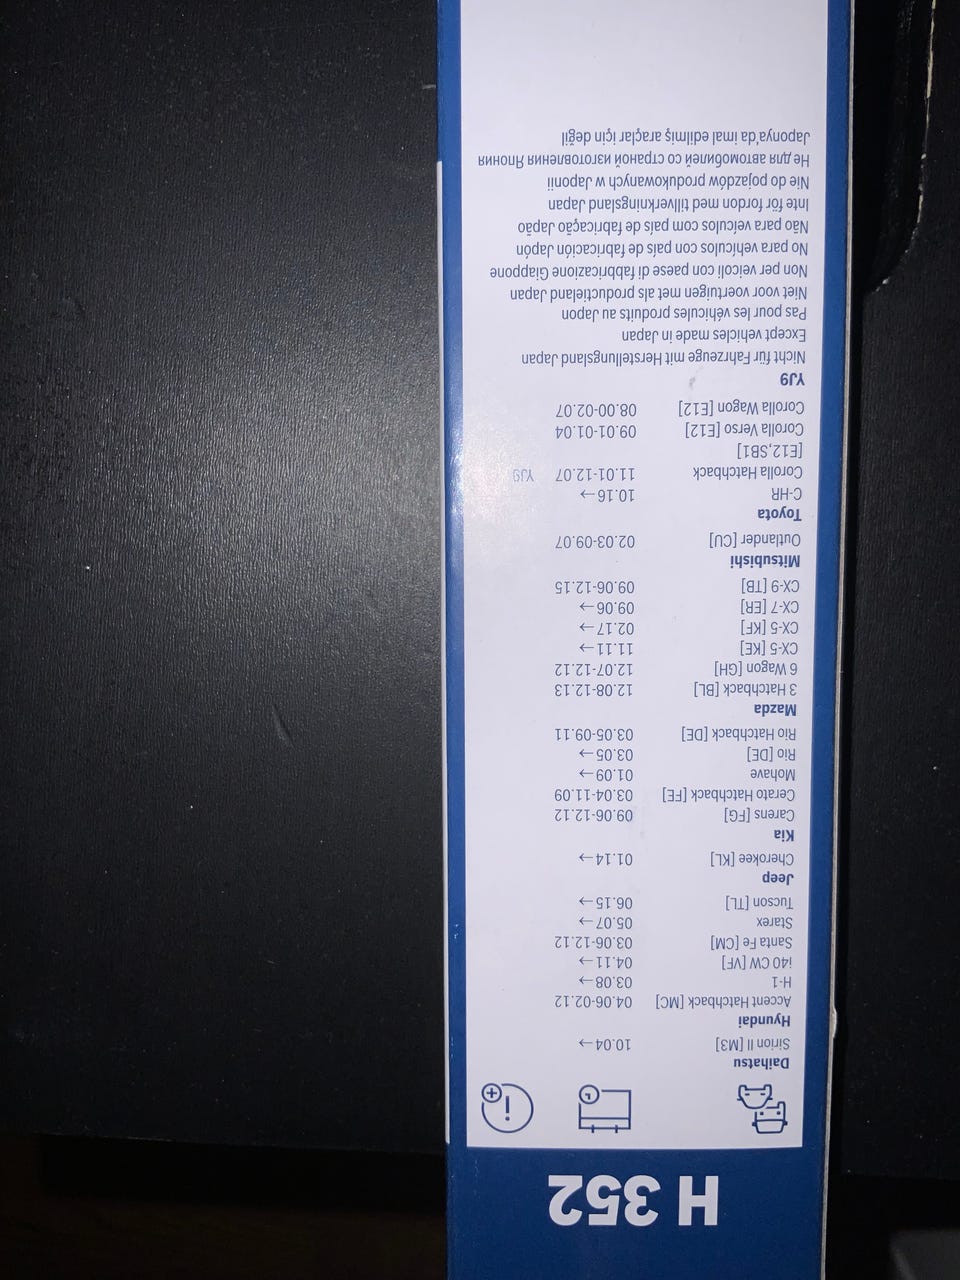 H 352
Daihatsu
Sirion II [M3] 10.04→
Hyundai
Accent Hatchback [MC] 04.06-02.12
H-1 03.08→
i40 CW [VF] 04.11→
Santa Fe [CM] 03.06-12.12
Starex 05.07→
Tucson [TL] 06.15→
Jeep
Cherokee [KL] 01.14→
Kia
Carens [FG] 09.06-12.12
Cerato Hatchback [FE] 03.04-11.09
Mohave 01.09→
Rio [DE] 03.05→
Rio Hatchback [DE] 03.05-09.11
Mazda
3 Hatchback [BL] 12.08-12.13
6 Wagon [GH] 12.07-12.12
CX-5 [KE] 11.11→
CX-5 [KF] 02.17→
CX-7 [ER] 09.06→
CX-9 [TB] 09.06-12.15
Mitsubishi
Outlander [CU] 02.03-09.07
Toyota
C-HR 10.16→
Corolla Hatchback 11.01-12.07 YJ9
[E12,SB1]
Corolla Verso [E12] 09.01-01.04
Corolla Wagon [E12] 08.00-02.07
YJ9
Nicht für Fahrzeuge mit Herstellungsland Japan
Except vehicles made in Japan
Pas pour les véhicules produits au Japon
Niet voor voertuigen met als productieland Japan
Non per veicoli con paese di fabbricazione Giappone
No para vehículos con país de fabricación Japón
Não para veículos com país de fabricação Japão
Inte för fordon med tillverkningsland Japan
Nie do pojazdów produkowanych w Japonii
Не для автомобилей со страной изготовления Япония
Japonya'da imal edilmiş araçlar için değil